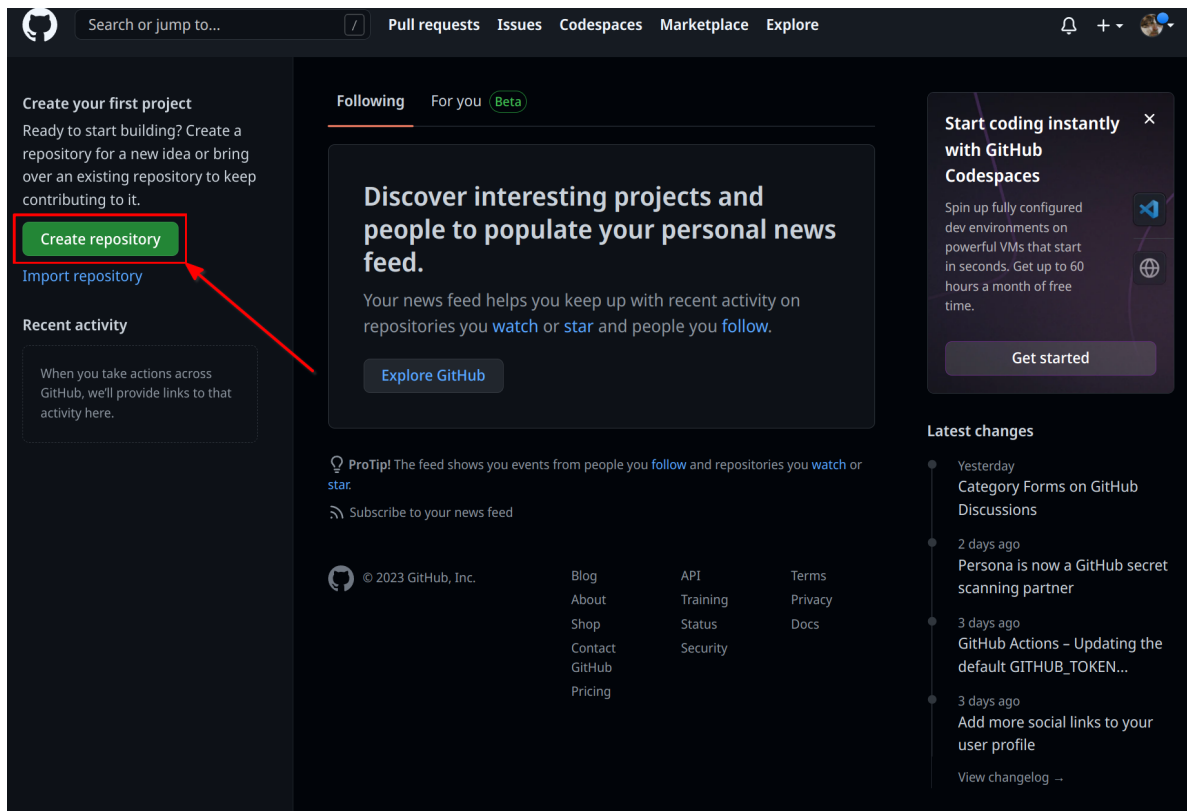 Search or jump to...
/
Pull requests
Issues
Codespaces
Marketplace
Explore
Create your first project
Ready to start building? Create a
repository for a new idea or bring
over an existing repository to keep
contributing to it.
Create repository
Import repository
Recent activity
When you take actions across
GitHub, we'll provide links to that
activity here.
Following
For you
Beta
Discover interesting projects and
people to populate your personal news
feed.
Your news feed helps you keep up with recent activity on
repositories you watch or star and people you follow.
Explore GitHub
ProTip! The feed shows you events from people you follow and repositories you watch or
star.
Subscribe to your news feed
© 2023 GitHub, Inc.
Blog
About
Shop
Contact
GitHub
Pricing
API
Training
Status
Security
Terms
Privacy
Docs
Start coding instantly
with GitHub
Codespaces
Spin up fully configured
dev environments on
powerful VMs that start
in seconds. Get up to 60
hours a month of free
time.
Get started
Latest changes
Yesterday
Category Forms on GitHub
Discussions
2 days ago
Persona is now a GitHub secret
scanning partner
3 days ago
GitHub Actions – Updating the
default GITHUB_TOKEN...
3 days ago
Add more social links to your
user profile
View changelog →